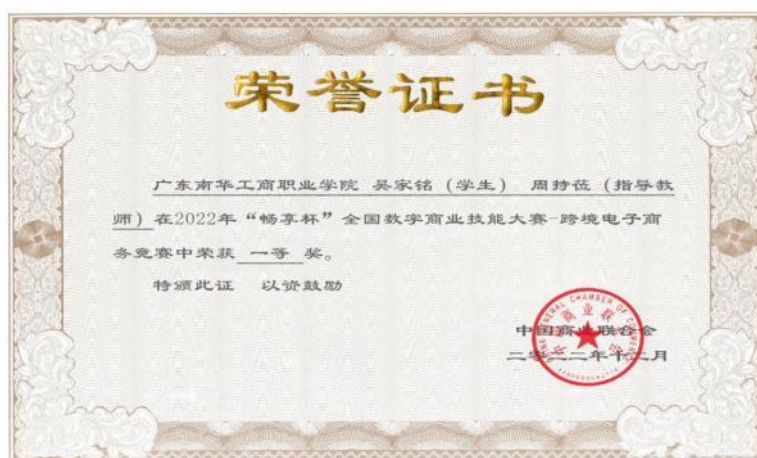 荣誉证书
广东南华工商职业学院 吴家铭（学生） 周持莅（指导教
师）在2022年“畅享杯”全国数字商业技能大赛-跨境电子商
务竞赛中荣获 一等 奖。
特颁此证 以资鼓励
中国商业联合会
二零二二年十二月